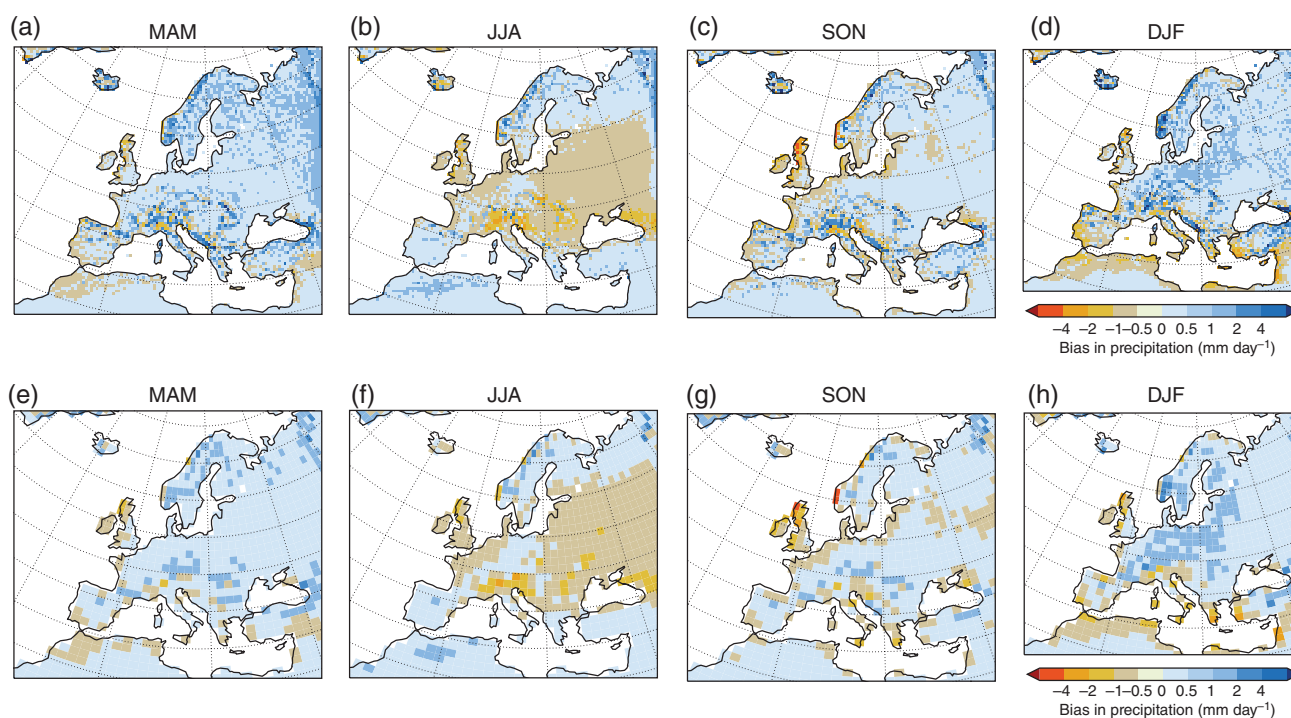 (a) MAM
(b) JJA
(c) SON
(d) DJF
−4 −2 −1−0.5 0 0.5 1 2 4
Bias in precipitation (mm day⁻¹)
(e) MAM
(f) JJA
(g) SON
(h) DJF
−4 −2 −1−0.5 0 0.5 1 2 4
Bias in precipitation (mm day⁻¹)